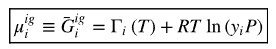 μ_i^{ig} ≡ Ḡ_i^{ig} = Γ_i (T) + RT ln (y_i P)